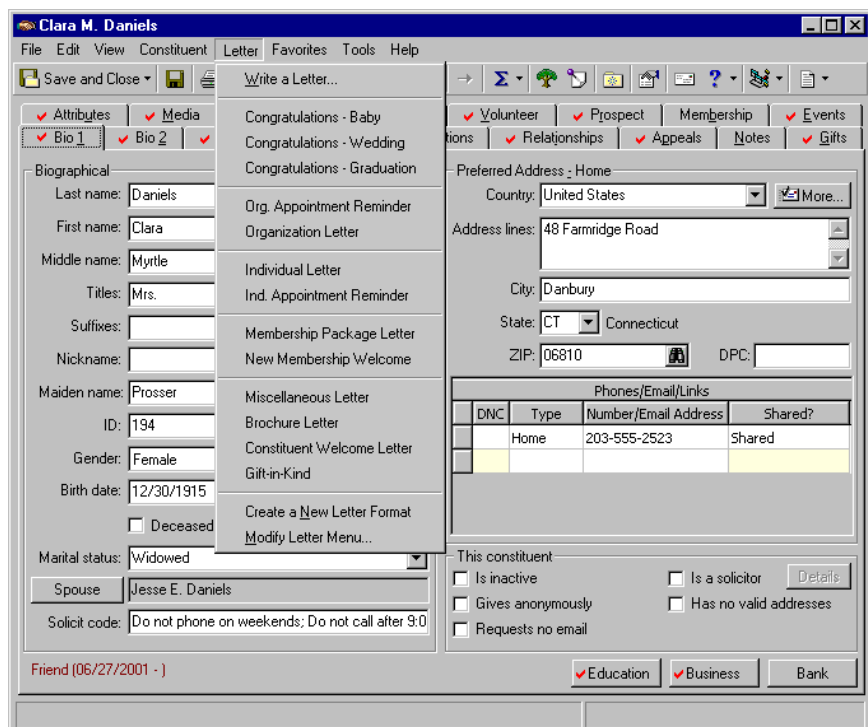 Clara M. Daniels
File Edit View Constituent Letter Favorites Tools Help
Save and Close
Write a Letter...
Congratulations - Baby
Congratulations - Wedding
Congratulations - Graduation
Org. Appointment Reminder
Organization Letter
Individual Letter
Ind. Appointment Reminder
Membership Package Letter
New Membership Welcome
Miscellaneous Letter
Brochure Letter
Constituent Welcome Letter
Gift-in-Kind
Create a New Letter Format
Modify Letter Menu...
Attributes Media Volunteer Prospect Membership Events
Bio 1 Bio 2 tions Relationships Appeals Notes Gifts
Biographical
Last name: Daniels
First name: Clara
Middle name: Myrtle
Titles: Mrs.
Suffixes:
Nickname:
Maiden name: Prosser
ID: 194
Gender: Female
Birth date: 12/30/1915
Deceased
Marital status: Widowed
Spouse Jesse E. Daniels
Solicit code: Do not phone on weekends; Do not call after 9:0
Preferred Address - Home
Country: United States More...
Address lines: 48 Farmridge Road
City: Danbury
State: CT Connecticut
ZIP: 06810 DPC:
Phones/Email/Links
DNC Type Number/Email Address Shared?
Home 203-555-2523 Shared
This constituent
Is inactive Is a solicitor Details
Gives anonymously Has no valid addresses
Requests no email
Friend (06/27/2001 - )
Education Business Bank